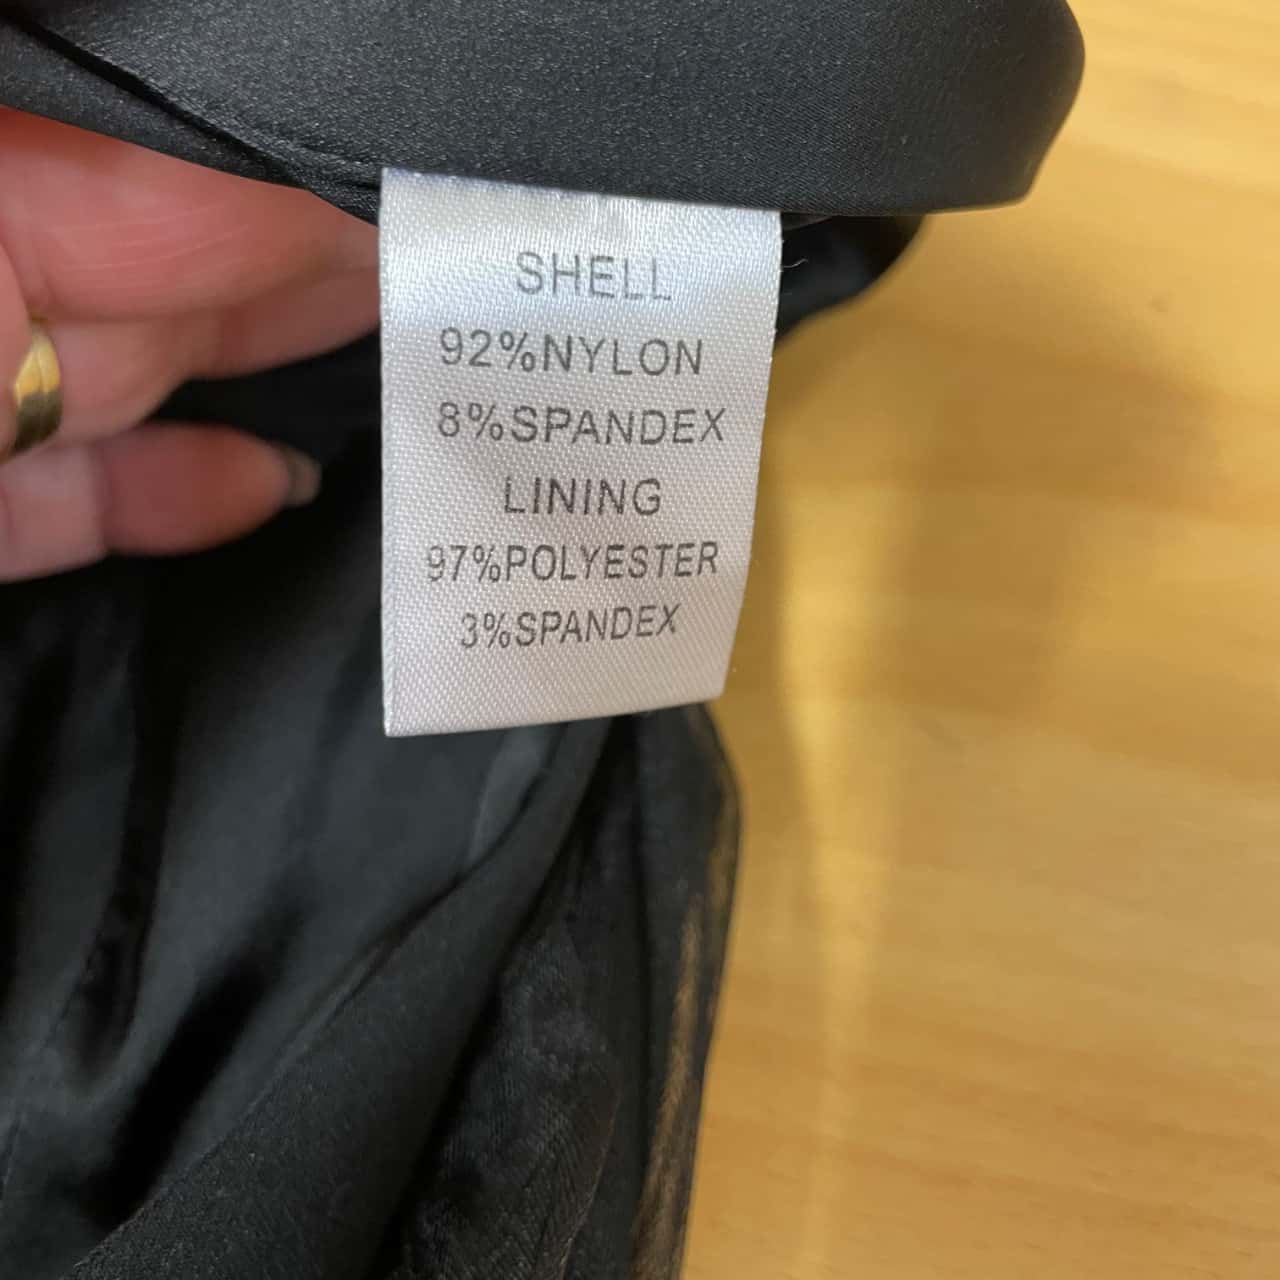 SHELL
92%NYLON
8%SPANDEX
LINING
97%POLYESTER
3%SPANDEX